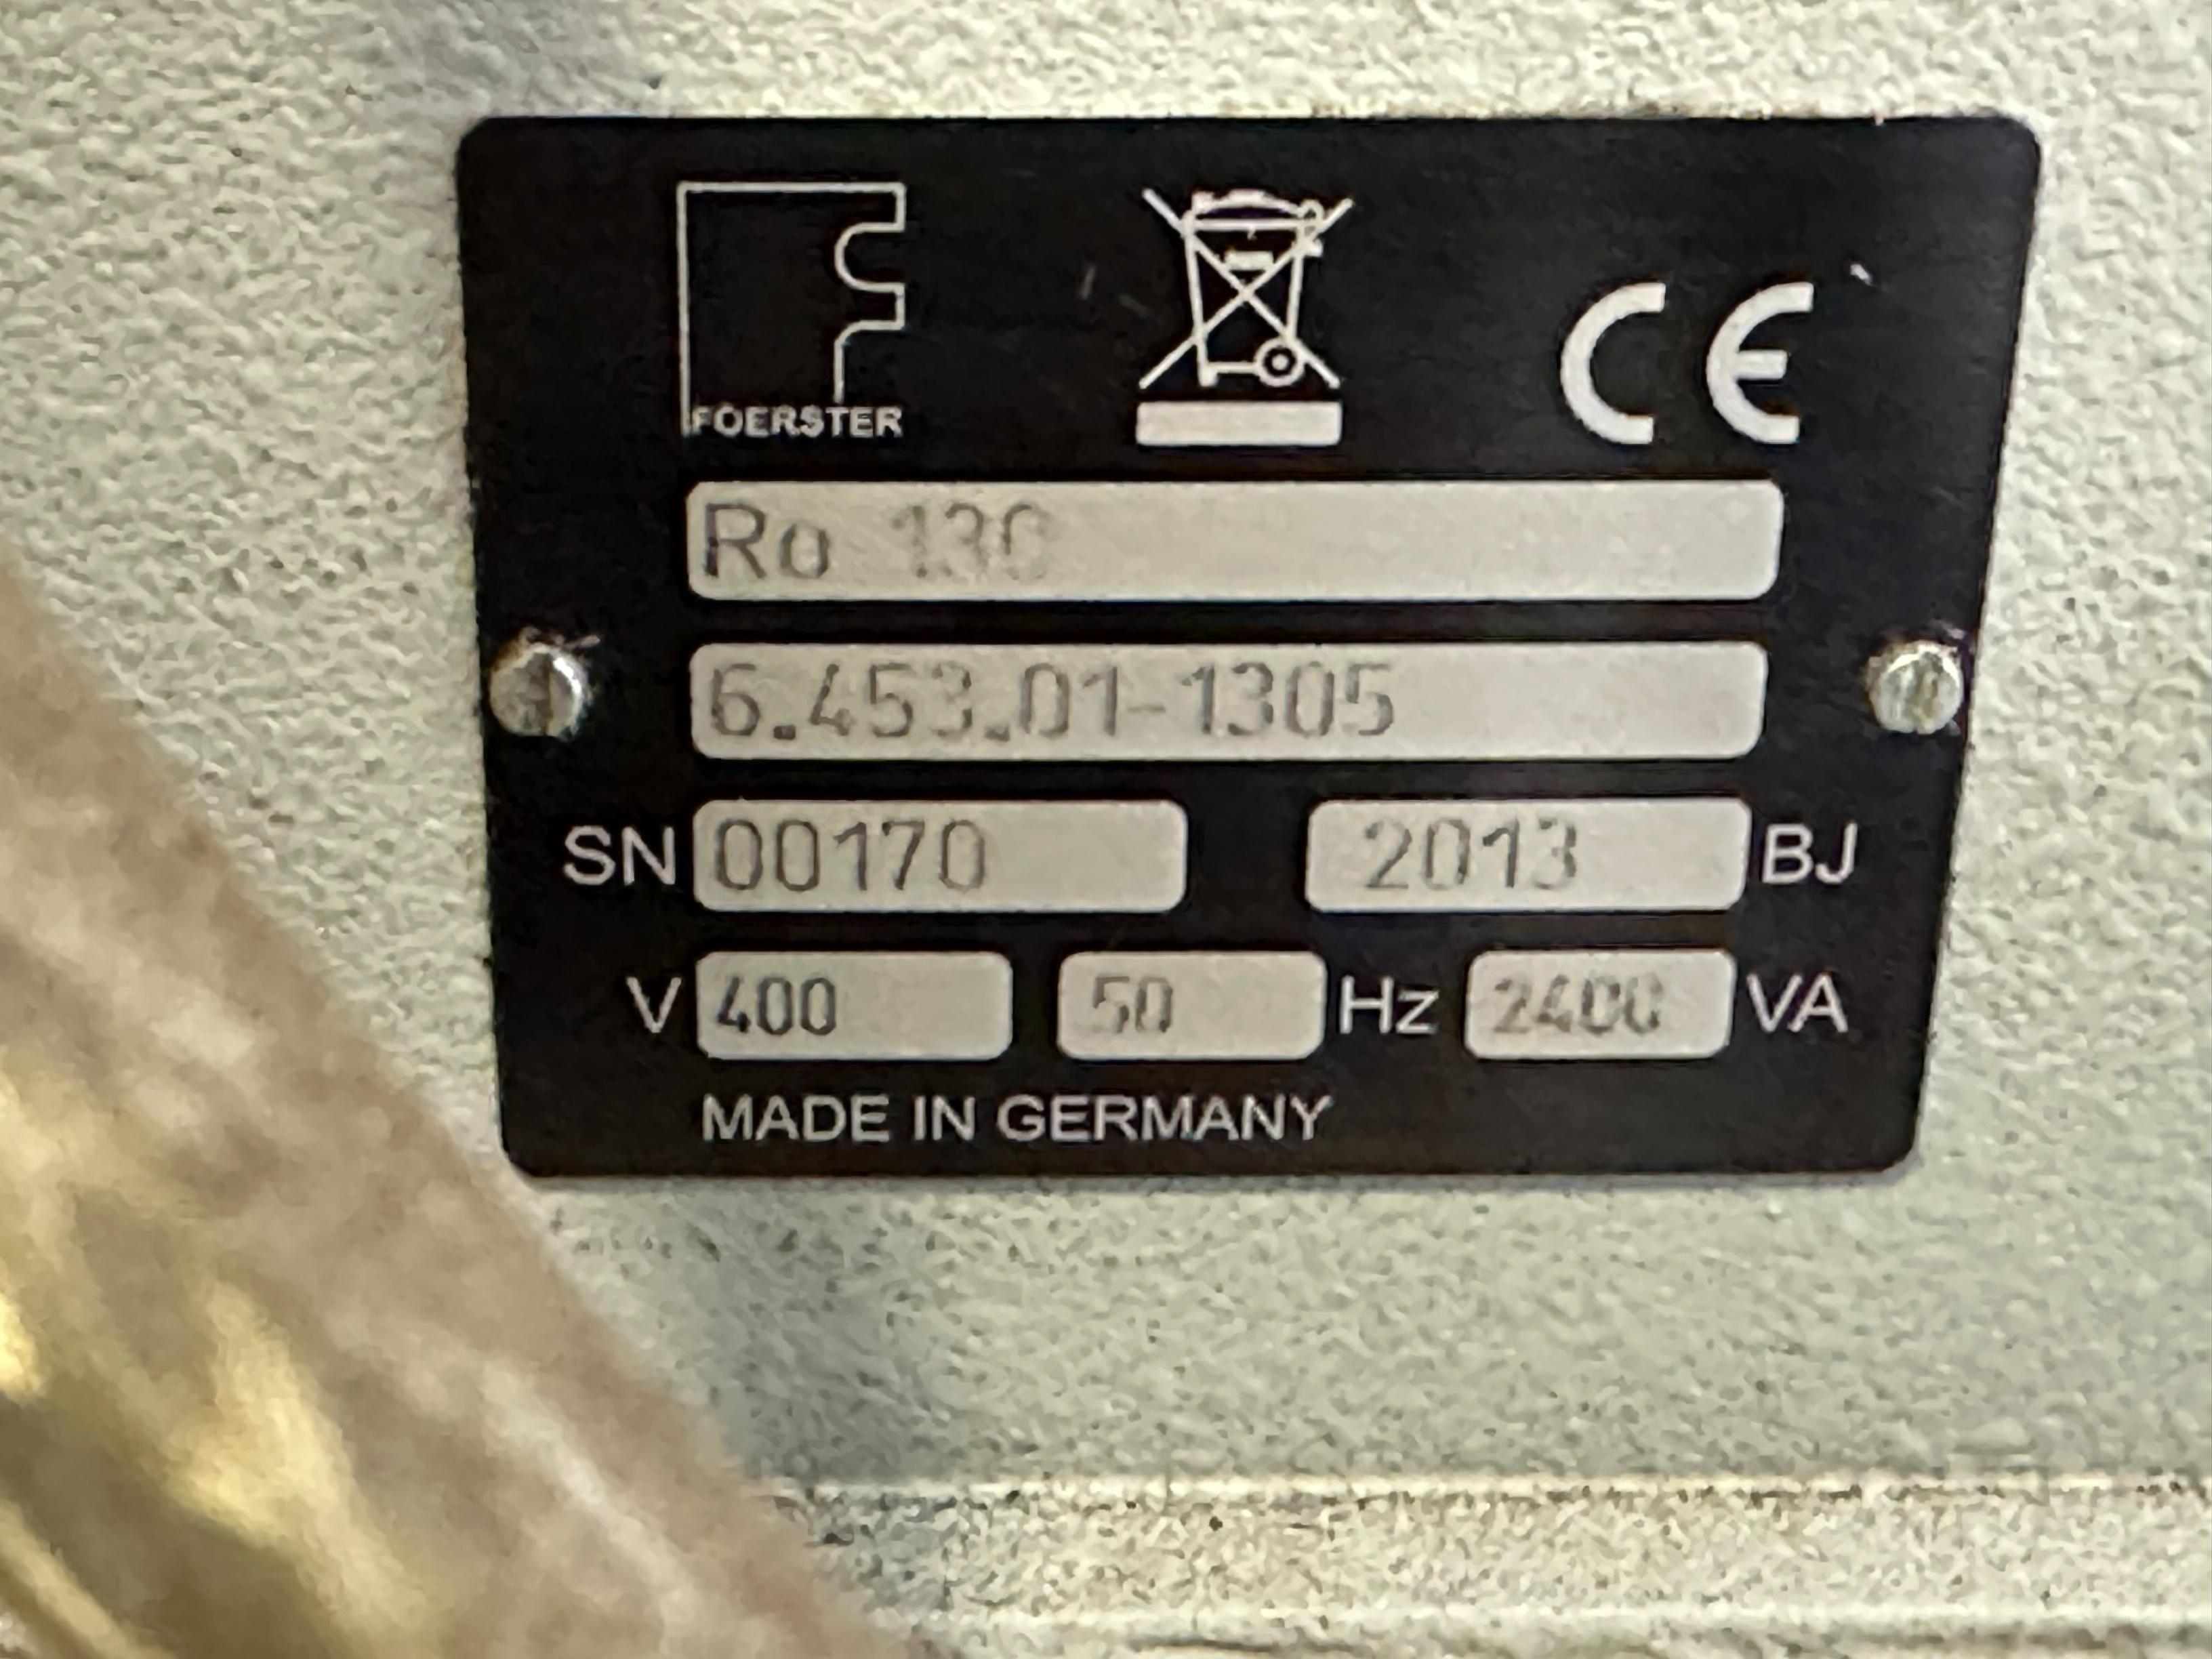 FOERSTER
CE
Ro 130
6.453.01-1305
SN 00170 2013 BJ
V 400 50 Hz 2400 VA
MADE IN GERMANY